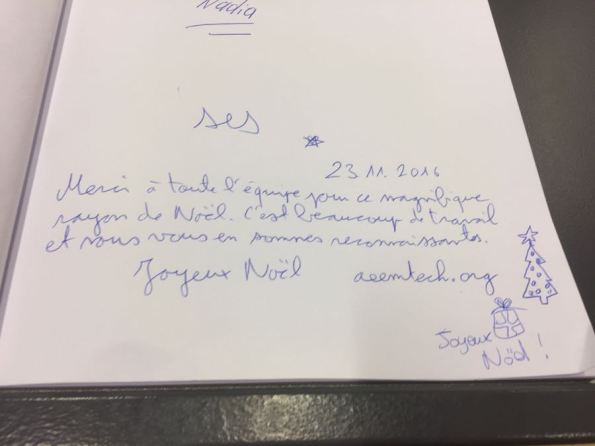 Nadia
ses
23 11. 2016
Merci à toute l'équipe pour ce magnifique
rayon de Noël. C'est beaucoup de travail
et nous vous en sommes reconnaissantes.
Joyeux Noël aeemtech.org
Joyeux
Noël !